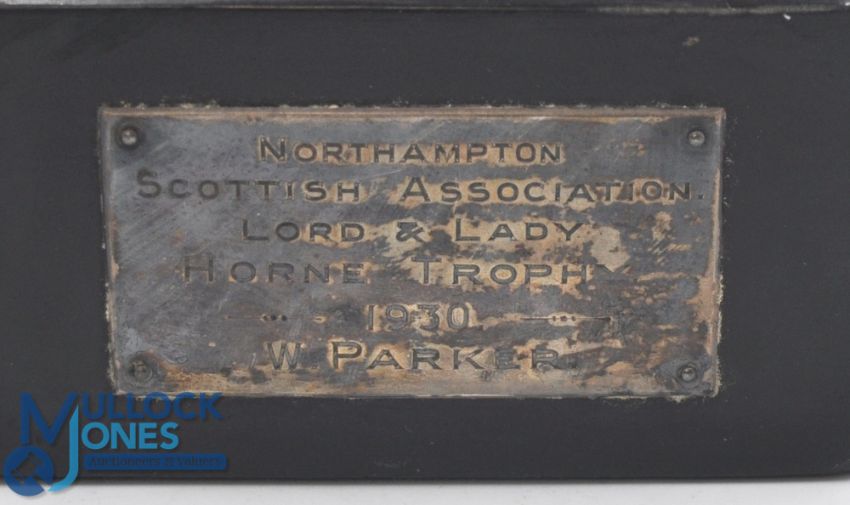 NORTHAMPTON
SCOTTISH ASSOCIATION.
LORD & LADY
HORNE TROPHY
1930.
W. PARKER.
MULLOCK
JONES
Auctioneers & Valuers